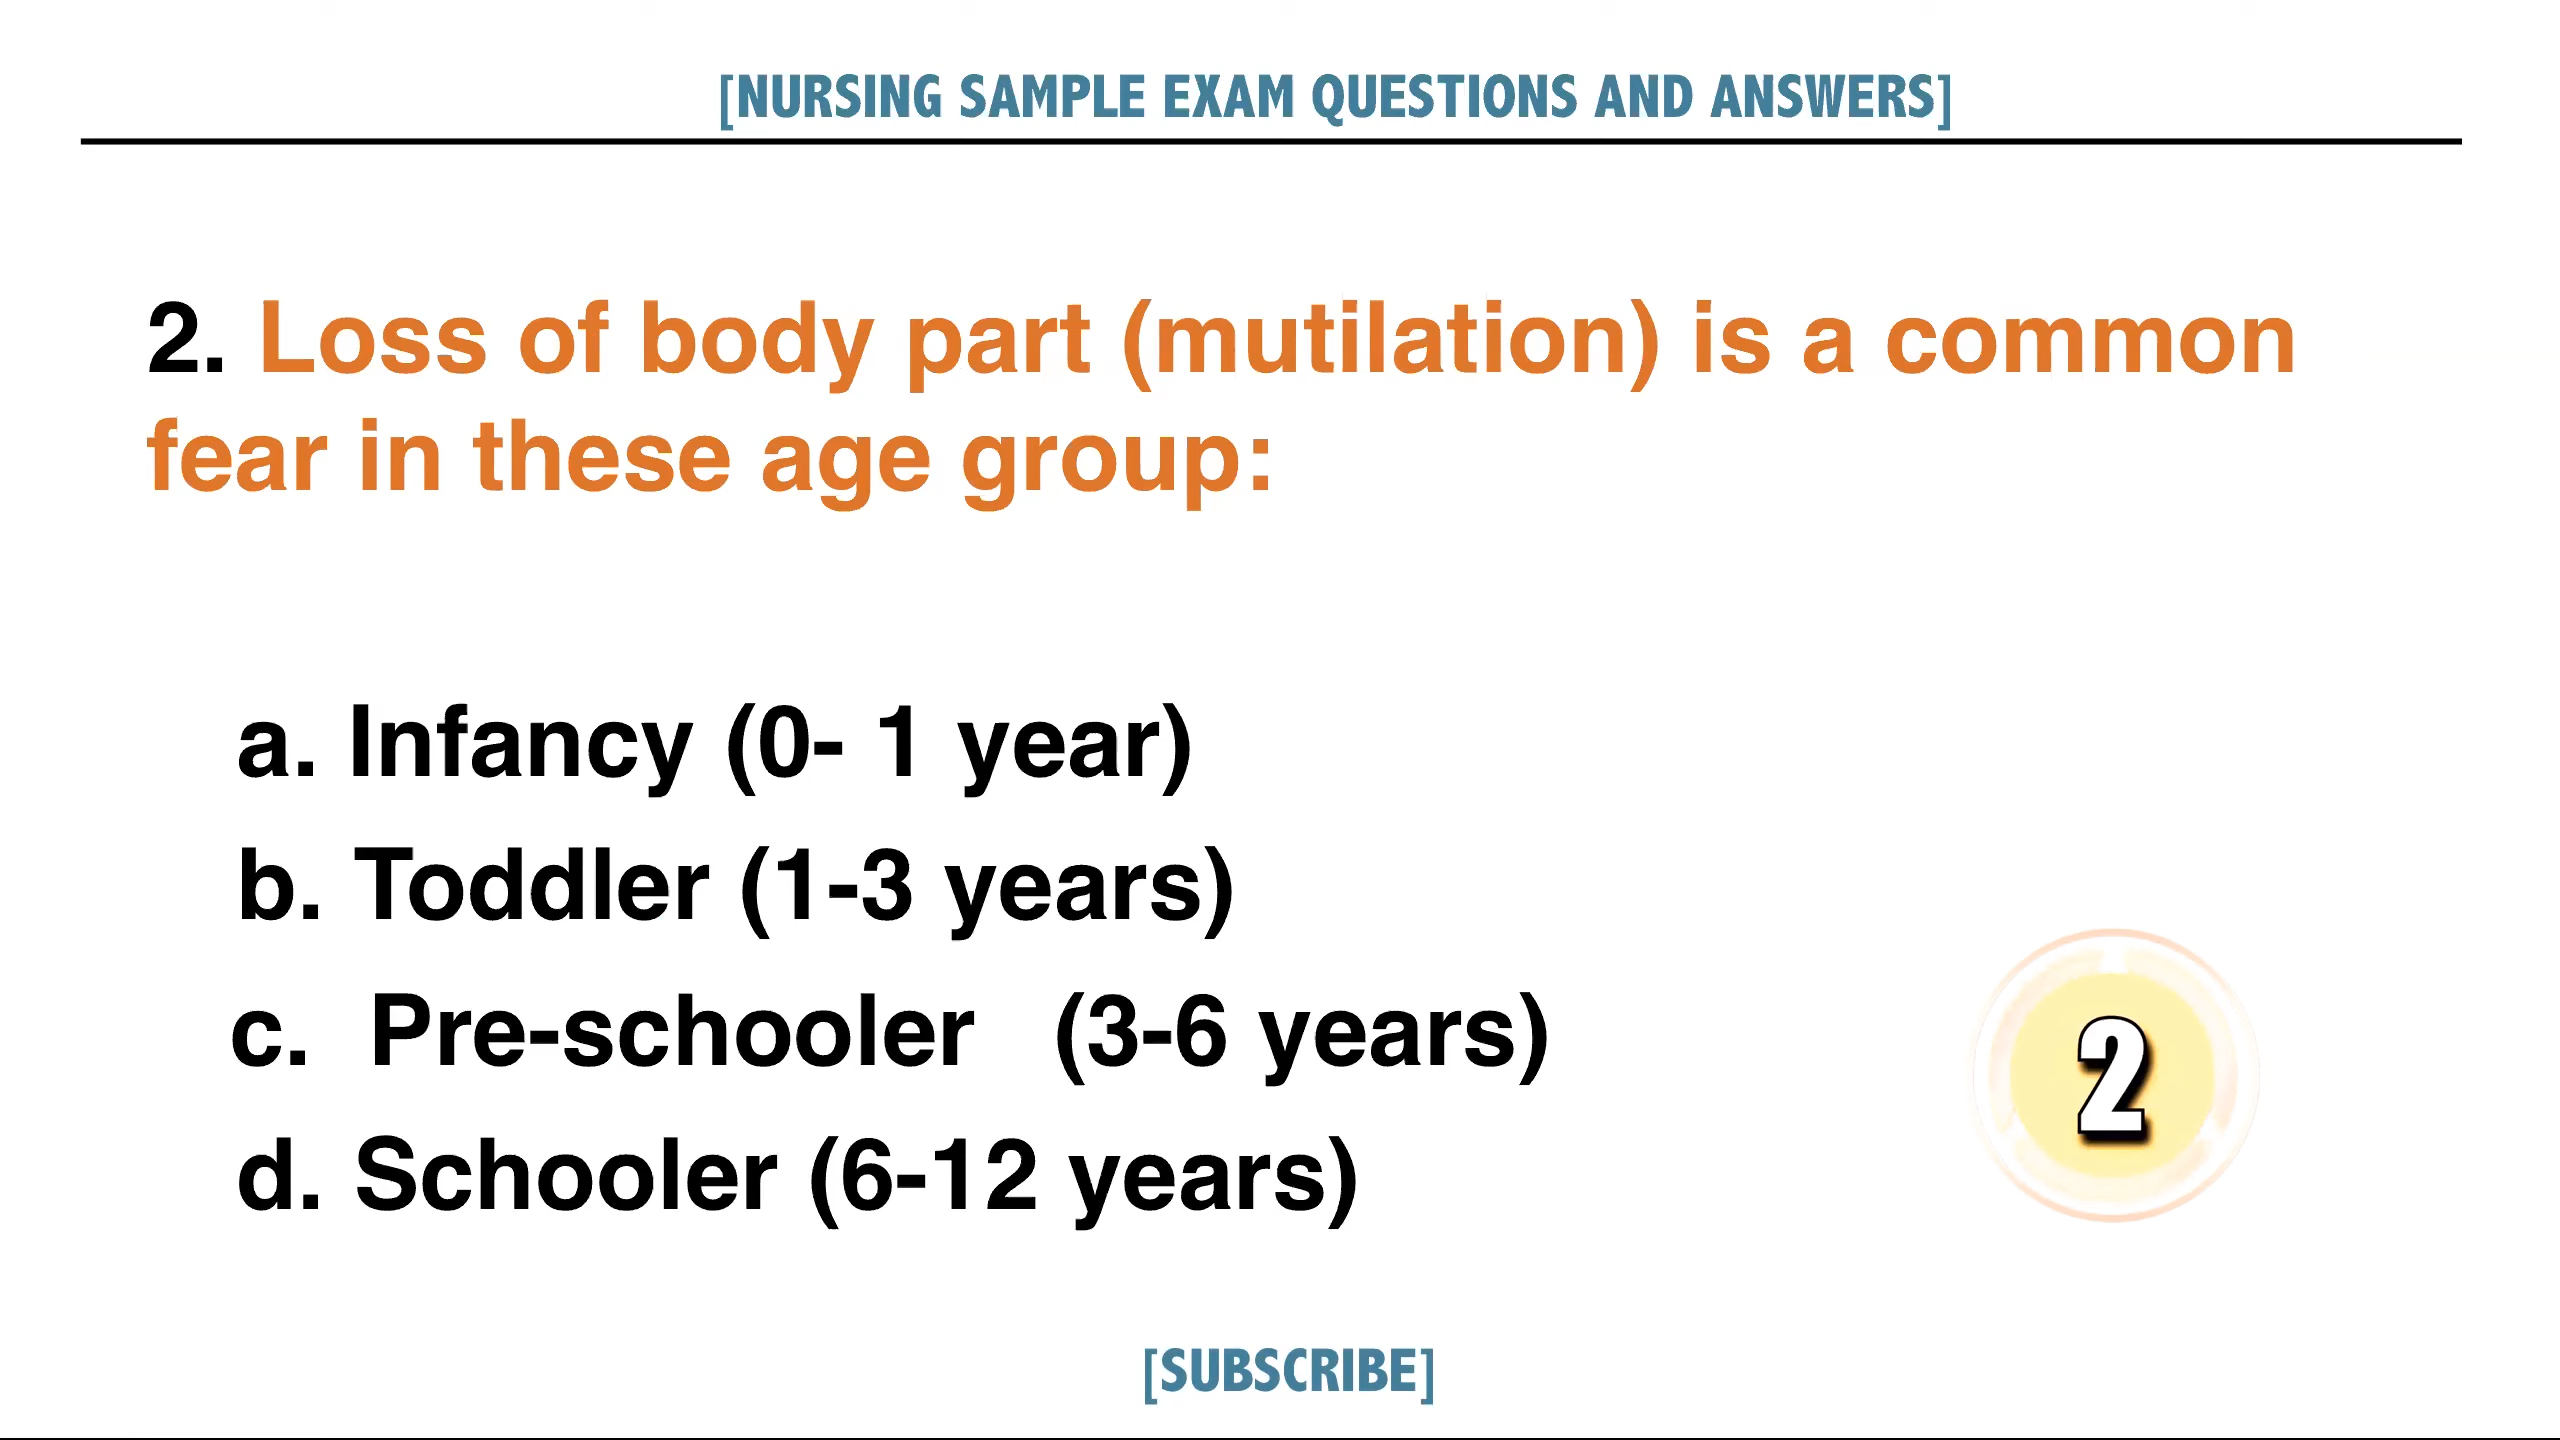 [NURSING SAMPLE EXAM QUESTIONS AND ANSWERS]
2. Loss of body part (mutilation) is a common
fear in these age group:
a. Infancy (0- 1 year)
b. Toddler (1-3 years)
c. Pre-schooler (3-6 years)
d. Schooler (6-12 years)
2
[SUBSCRIBE]